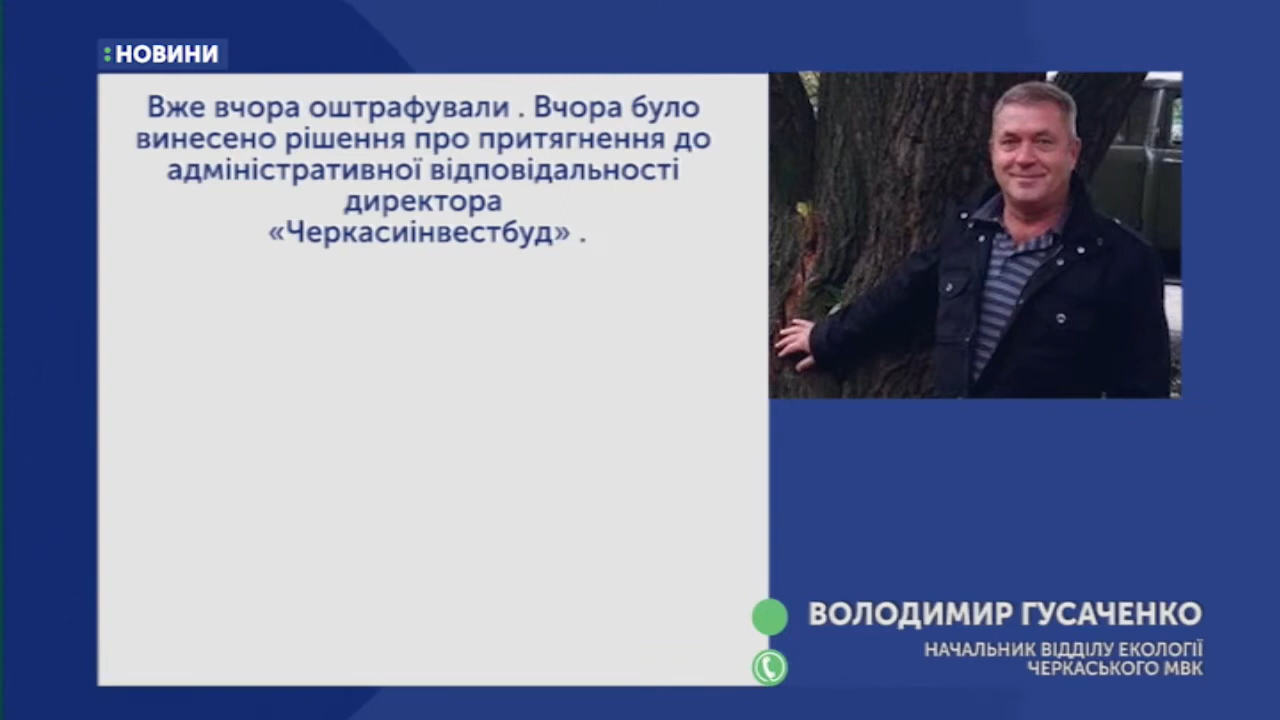 :НОВИНИ
Вже вчора оштрафували . Вчора було
винесено рішення про притягнення до
адміністративної відповідальності
директора
«Черкасиінвестбуд» .
ВОЛОДИМИР ГУСАЧЕНКО
НАЧАЛЬНИК ВІДДІЛУ ЕКОЛОГІЇ
ЧЕРКАСЬКОГО МВК